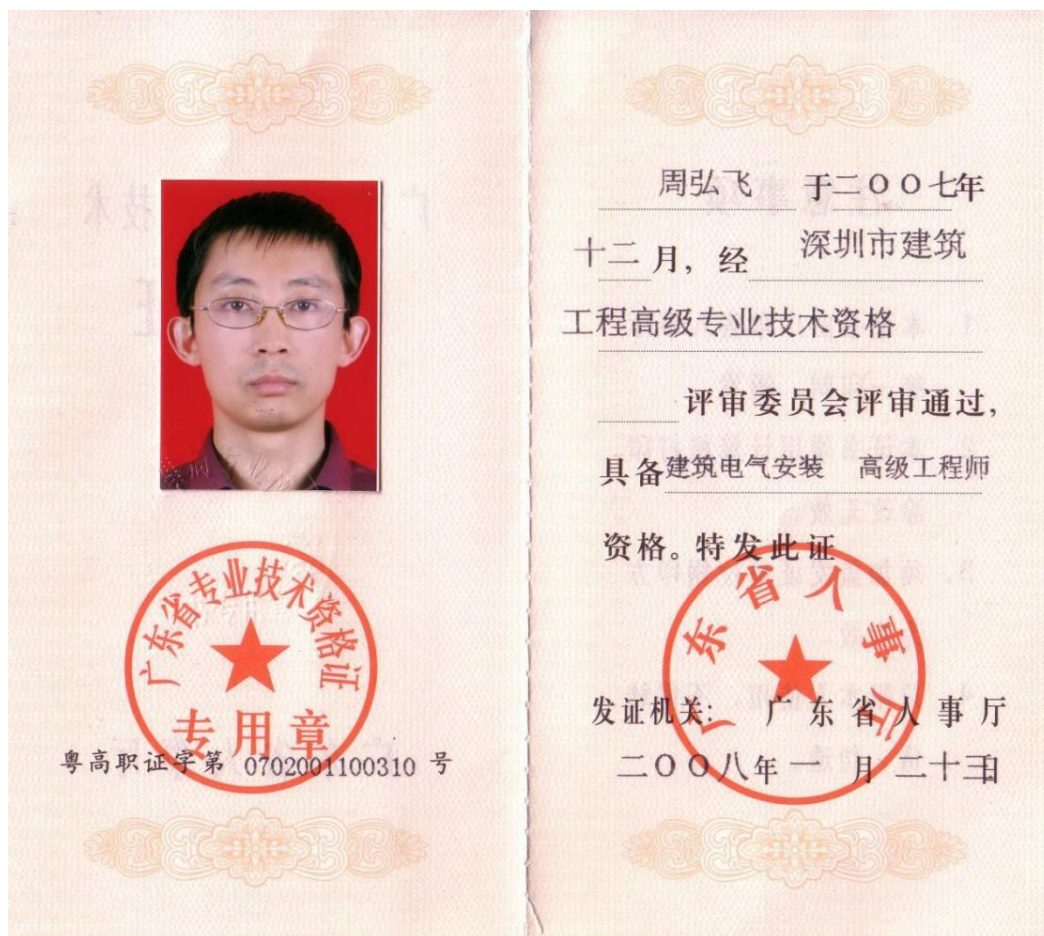 广东省专业技术资格证
专用章
粤高职证字第 0702001100310 号
周弘飞 于二〇〇七年
十二月，经 深圳市建筑
工程高级专业技术资格
评审委员会评审通过，
具备建筑电气安装 高级工程师
资格。特发此证
广东省人事厅
发证机关： 广东省人事厅
二〇〇八年一月二十三日